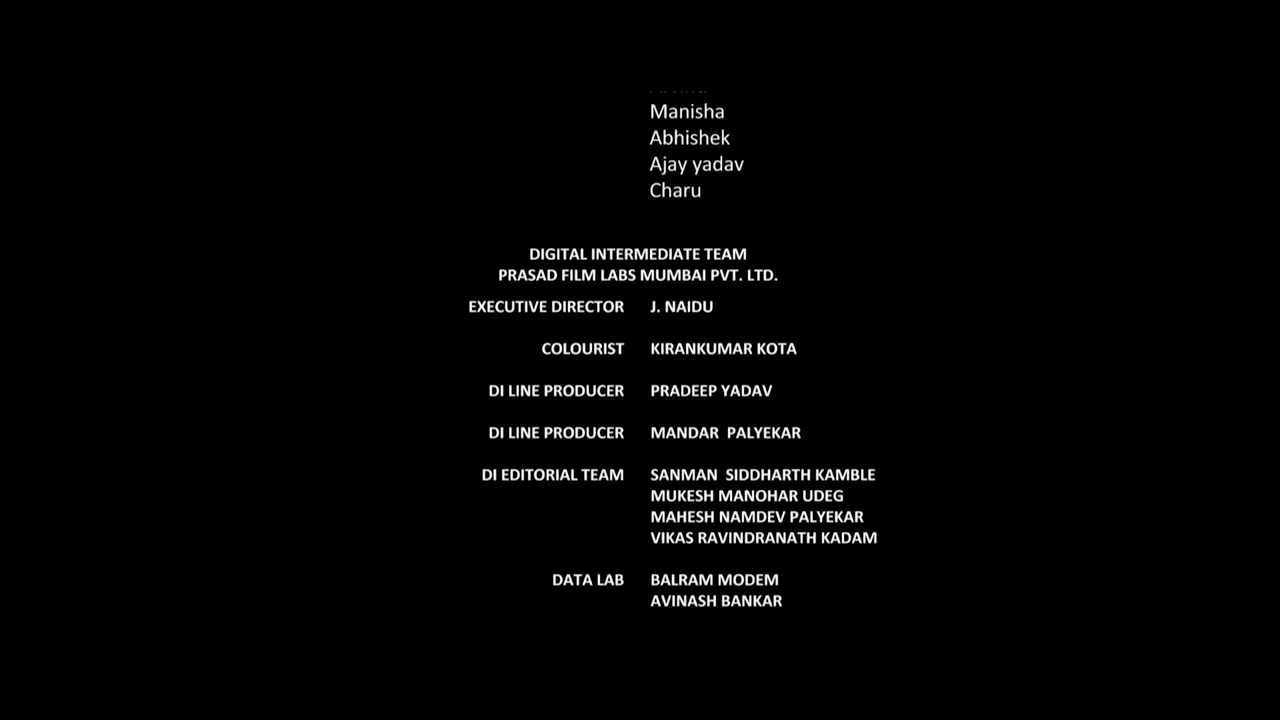 Manisha
Abhishek
Ajay yadav
Charu
DIGITAL INTERMEDIATE TEAM
PRASAD FILM LABS MUMBAI PVT. LTD.
EXECUTIVE DIRECTOR J. NAIDU
COLOURIST KIRANKUMAR KOTA
DI LINE PRODUCER PRADEEP YADAV
DI LINE PRODUCER MANDAR PALYEKAR
DI EDITORIAL TEAM SANMAN SIDDHARTH KAMBLE
MUKESH MANOHAR UDEG
MAHESH NAMDEV PALYEKAR
VIKAS RAVINDRANATH KADAM
DATA LAB BALRAM MODEM
AVINASH BANKAR